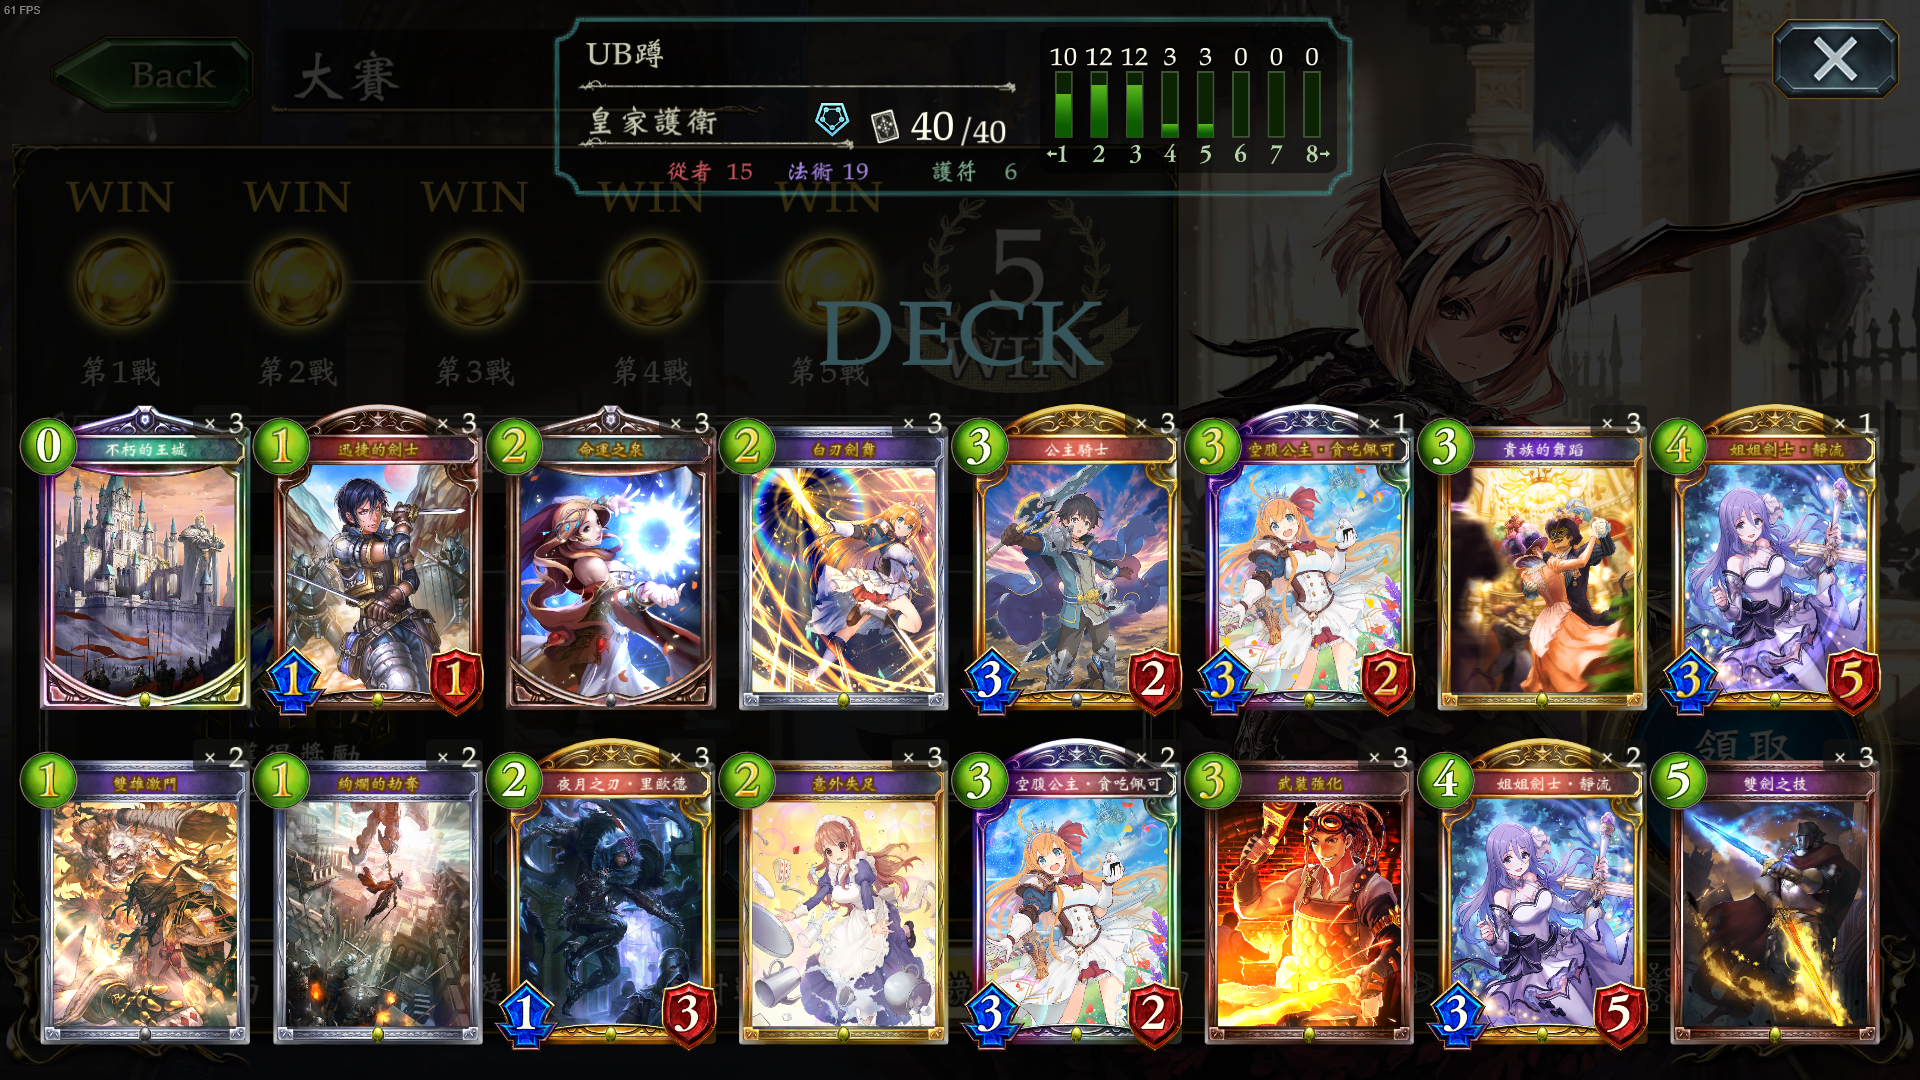 61 FPS
Back
大賽
UB蹲
皇家護衛
40/40
從者 15 法術 19 護符 6
10 12 12 3 3 0 0 0
←1 2 3 4 5 6 7 8→
WIN WIN WIN WIN WIN
5
WIN
第1戰 第2戰 第3戰 第4戰 第5戰
DECK
0 不朽的王城 × 3
1 迅捷的劍士 × 3
1 1
2 命運之泉 × 3
2 白刃劍舞 × 3
3 公主騎士 × 3
3 2
3 空腹公主・貪吃佩可 × 1
3 2
3 貴族的舞蹈 × 3
4 姐姐劍士・靜流 × 1
3 5
領取
1 雙雄激鬥 × 2
1 絢爛的劫奪 × 2
2 夜月之刃・里歐德 × 3
1 3
2 意外失足 × 3
3 空腹公主・貪吃佩可 × 2
3 2
3 武裝強化 × 3
4 姐姐劍士・靜流 × 2
3 5
5 雙劍之技 × 3